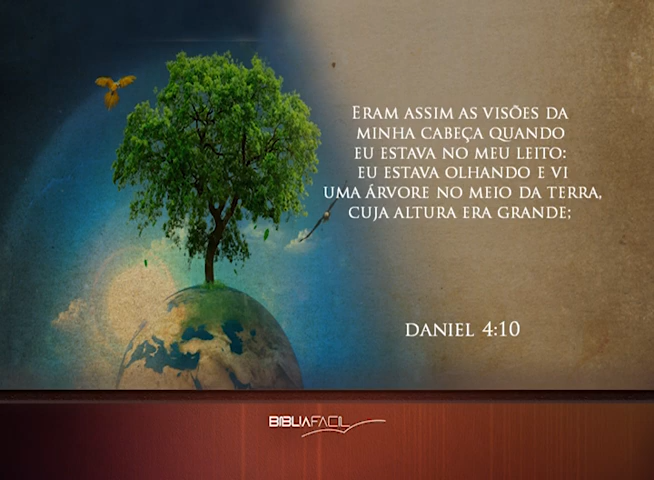 Eram assim as visões da
minha cabeça quando
eu estava no meu leito:
eu estava olhando e vi
uma árvore no meio da terra,
cuja altura era grande;
Daniel 4:10
BIBLIAFACIL